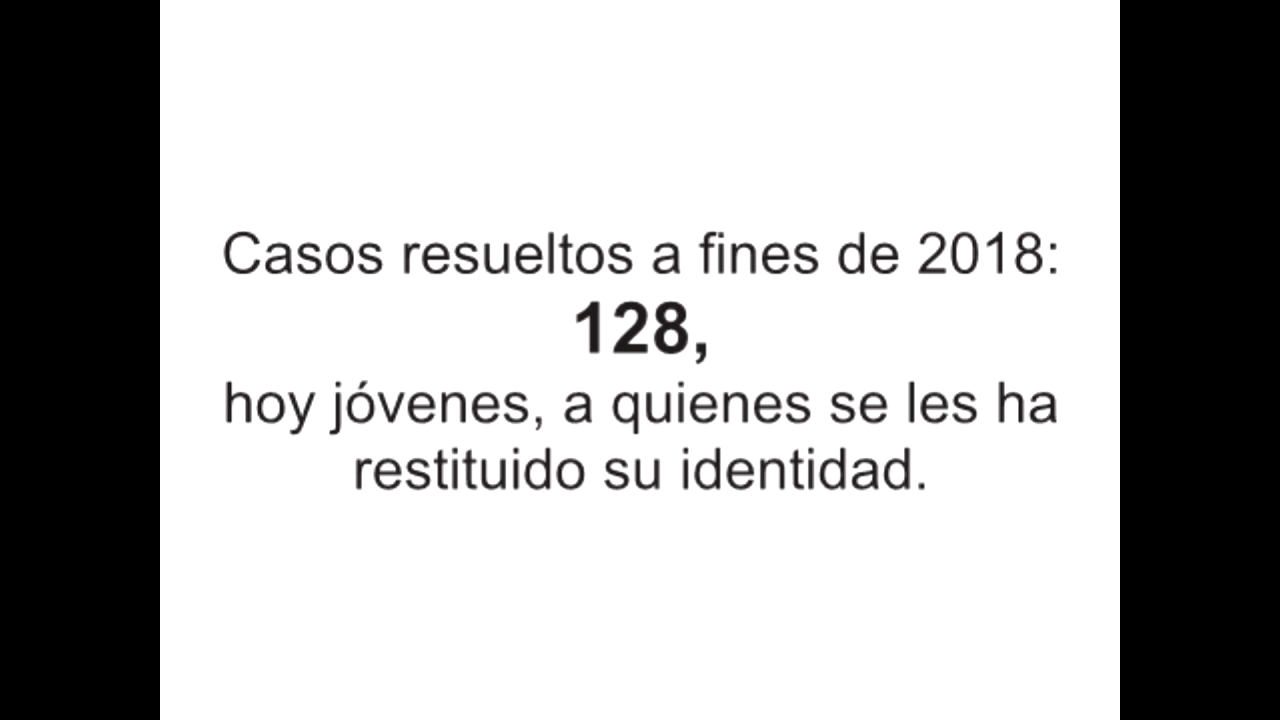 Casos resueltos a fines de 2018:
128,
hoy jóvenes, a quienes se les ha
restituido su identidad.